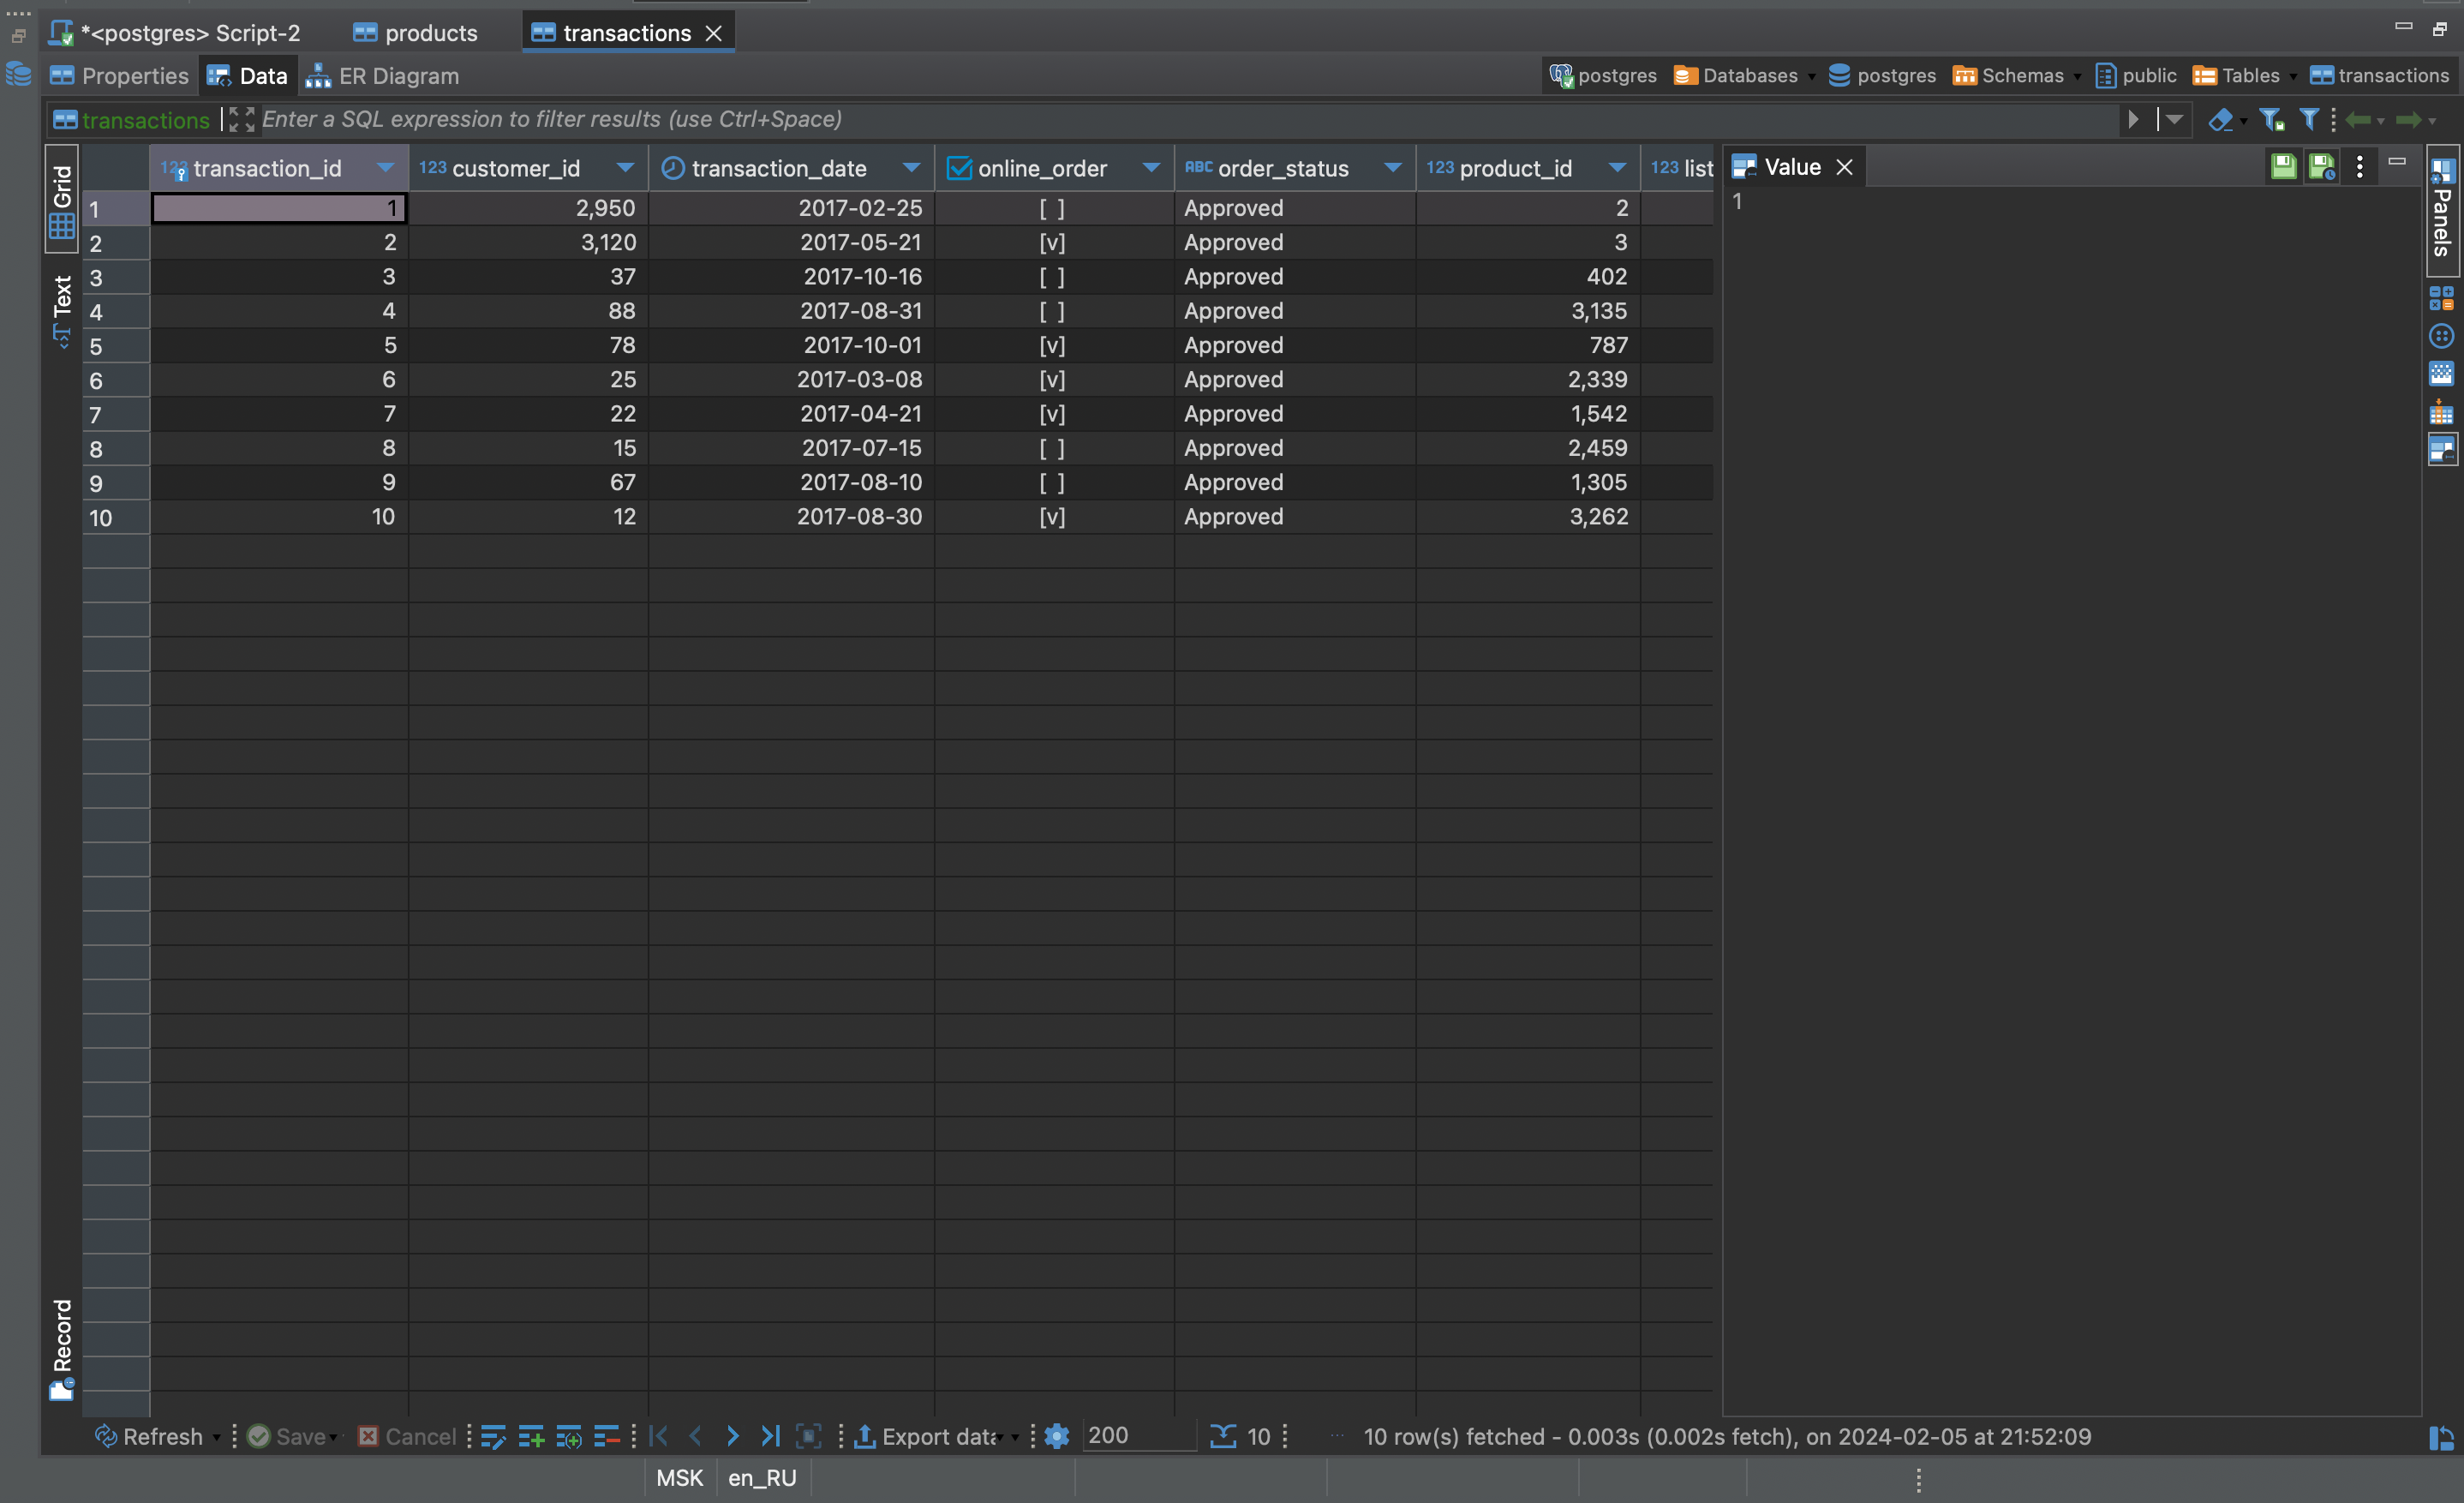 *<postgres> Script-2 products transactions
Properties Data ER Diagram postgres Databases postgres Schemas public Tables transactions
transactions Enter a SQL expression to filter results (use Ctrl+Space)
Grid
Text
Record
123 transaction_id 123 customer_id transaction_date online_order ABC order_status 123 product_id 123 list
1 1 2,950 2017-02-25 [ ] Approved 2
2 2 3,120 2017-05-21 [v] Approved 3
3 3 37 2017-10-16 [ ] Approved 402
4 4 88 2017-08-31 [ ] Approved 3,135
5 5 78 2017-10-01 [v] Approved 787
6 6 25 2017-03-08 [v] Approved 2,339
7 7 22 2017-04-21 [v] Approved 1,542
8 8 15 2017-07-15 [ ] Approved 2,459
9 9 67 2017-08-10 [ ] Approved 1,305
10 10 12 2017-08-30 [v] Approved 3,262
Value
1
Panels
Refresh Save Cancel Export data 200 10 10 row(s) fetched - 0.003s (0.002s fetch), on 2024-02-05 at 21:52:09
MSK en_RU